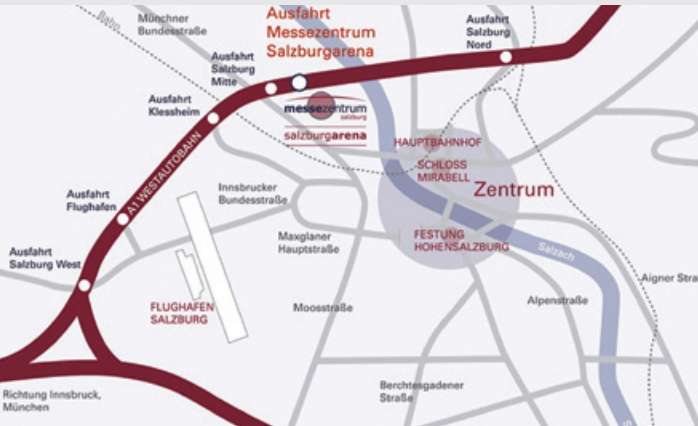 Bahn
Münchner
Bundesstraße
Ausfahrt
Messezentrum
Salzburgarena
Ausfahrt
Salzburg
Nord
Ausfahrt
Salzburg
Mitte
Ausfahrt
Klessheim
messezentrum
salzburg
salzburgarena
HAUPTBAHNHOF
SCHLOSS
MIRABELL
Zentrum
A1 WESTAUTOBAHN
Innsbrucker
Bundesstraße
Ausfahrt
Flughafen
Maxglaner
Hauptstraße
FESTUNG
HOHENSALZBURG
Salzach
Ausfahrt
Salzburg West
Aigner Stra
FLUGHAFEN
SALZBURG
Moosstraße
Alpenstraße
Richtung Innsbruck,
München
Berchtesgadener
Straße